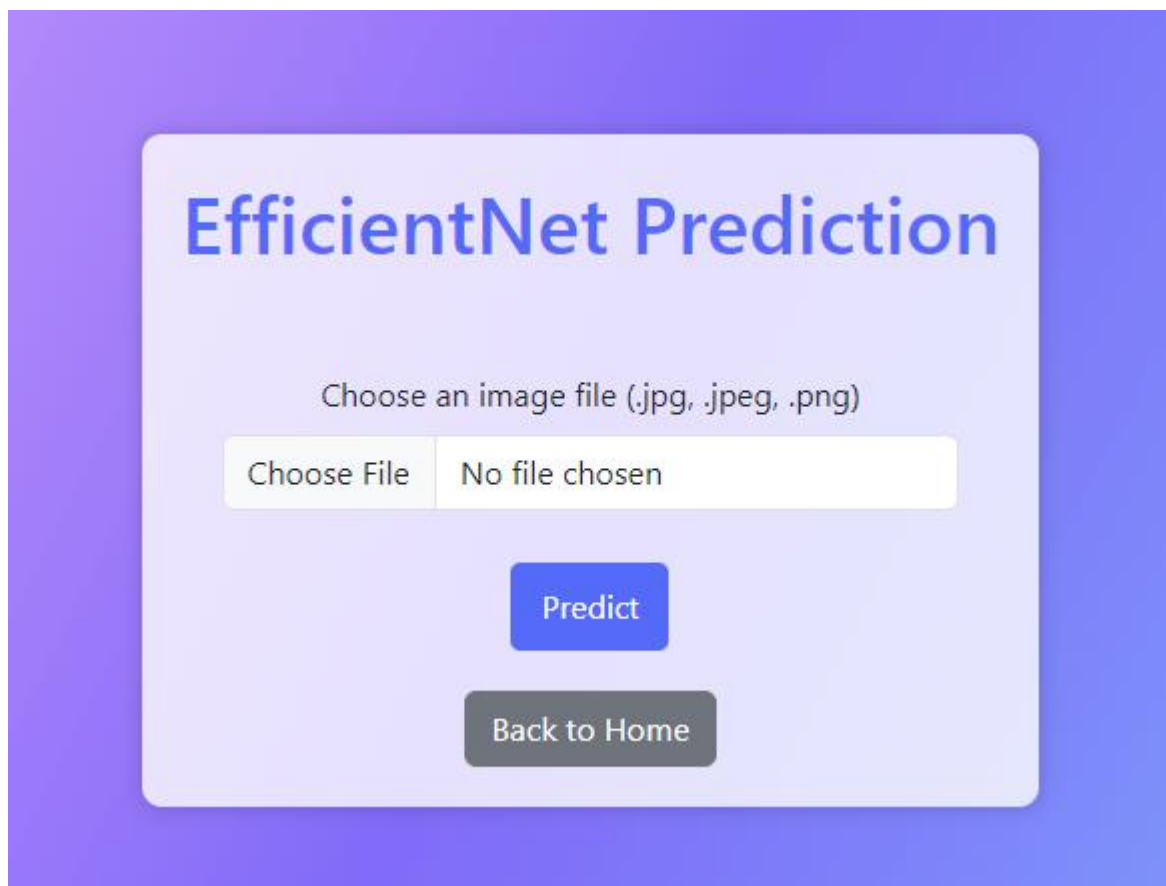 EfficientNet Prediction
Choose an image file (.jpg, .jpeg, .png)
Choose File No file chosen
Predict
Back to Home